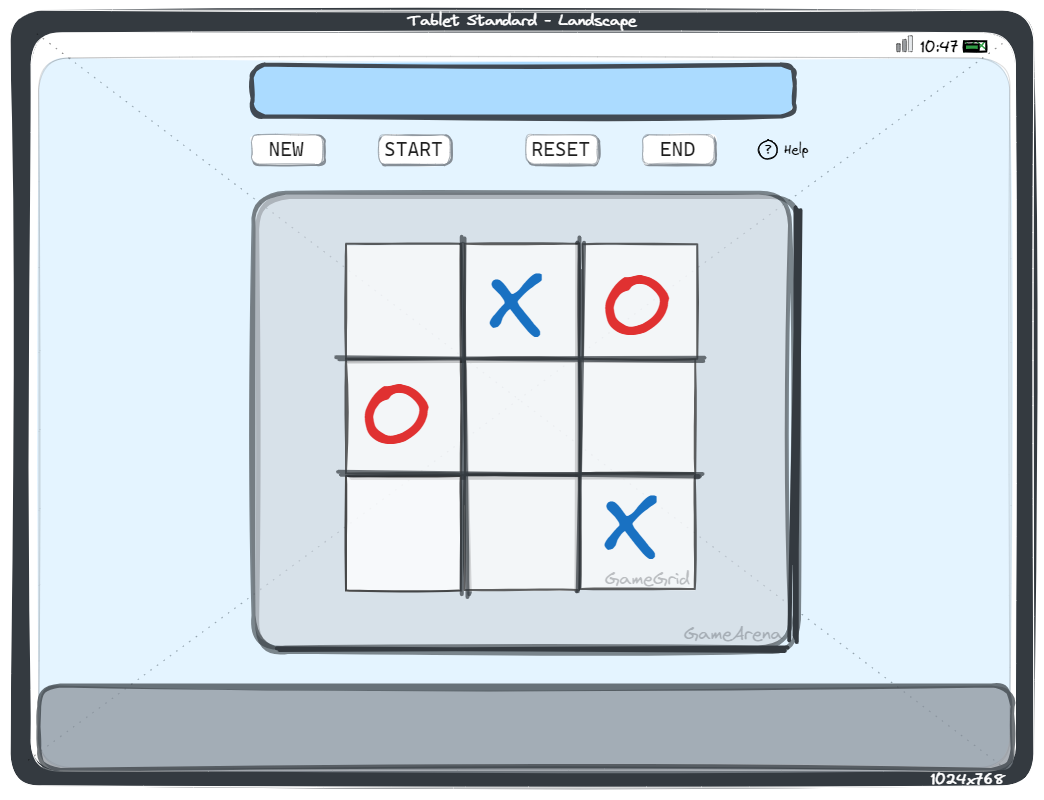 Tablet Standard - Landscape
10:47
NEW START RESET END ? Help
X O
O
X
GameGrid
GameArena
1024x768